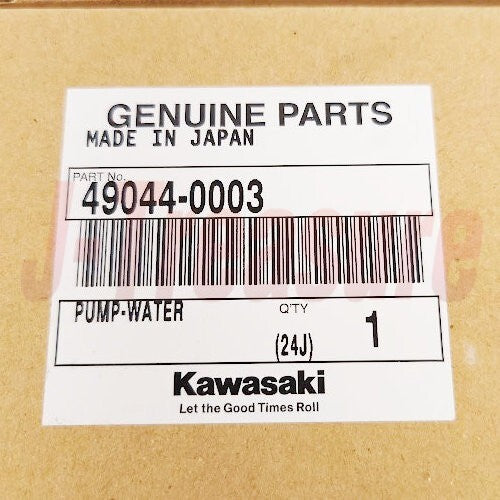 GENUINE PARTS
MADE IN JAPAN
PART No.
49044-0003
PUMP-WATER
Q'TY
(24J)
1
Kawasaki
Let the Good Times Roll
J-Treasure